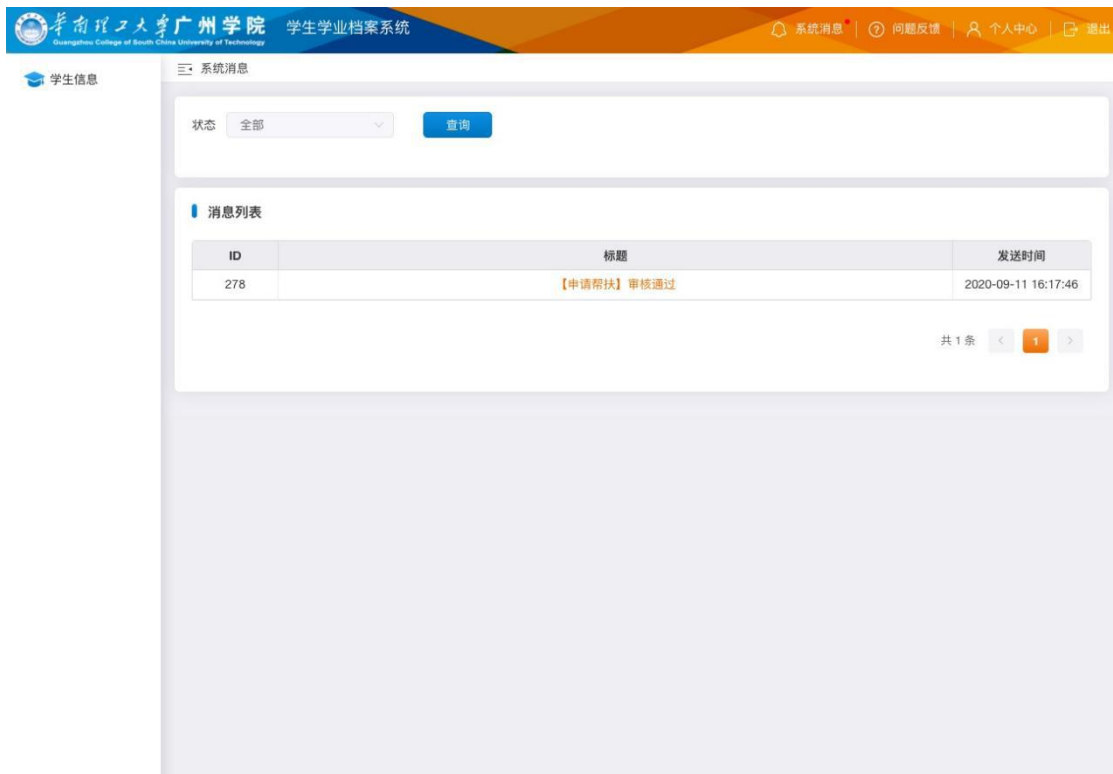 华南理工大学广州学院 学生学业档案系统 系统消息 问题反馈 个人中心 退出
Guangzhou College of South China University of Technology
学生信息
系统消息
状态 全部 查询
消息列表
ID 标题 发送时间
278 【申请帮扶】审核通过 2020-09-11 16:17:46
共 1 条 < 1 >